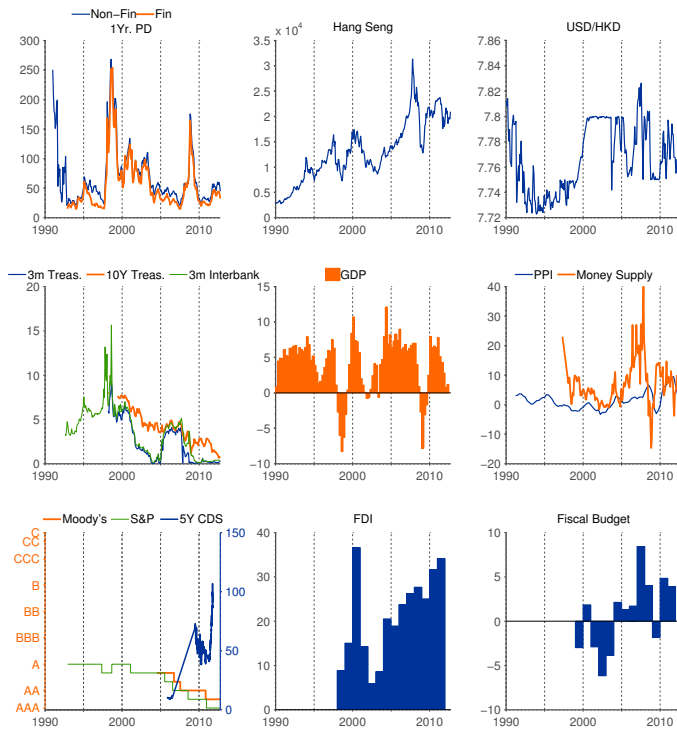 Non−Fin Fin
1Yr. PD
300
250
200
150
100
50
0
1990 2000 2010
x 10⁴
Hang Seng
3.5
3
2.5
2
1.5
1
0.5
0
1990 2000 2010
USD/HKD
7.86
7.84
7.82
7.8
7.78
7.76
7.74
7.72
1990 2000 2010
3m Treas. 10Y Treas. 3m Interbank
20
15
10
5
0
1990 2000 2010
GDP
15
10
5
0
−5
−10
1990 2000 2010
PPI Money Supply
40
30
20
10
0
−10
−20
1990 2000 2010
Moody's S&P 5Y CDS
C
CC
CCC
B
BB
BBB
A
AA
AAA
150
100
50
0
1990 2000 2010
FDI
40
30
20
10
0
1990 2000 2010
Fiscal Budget
10
5
0
−5
−10
1990 2000 2010